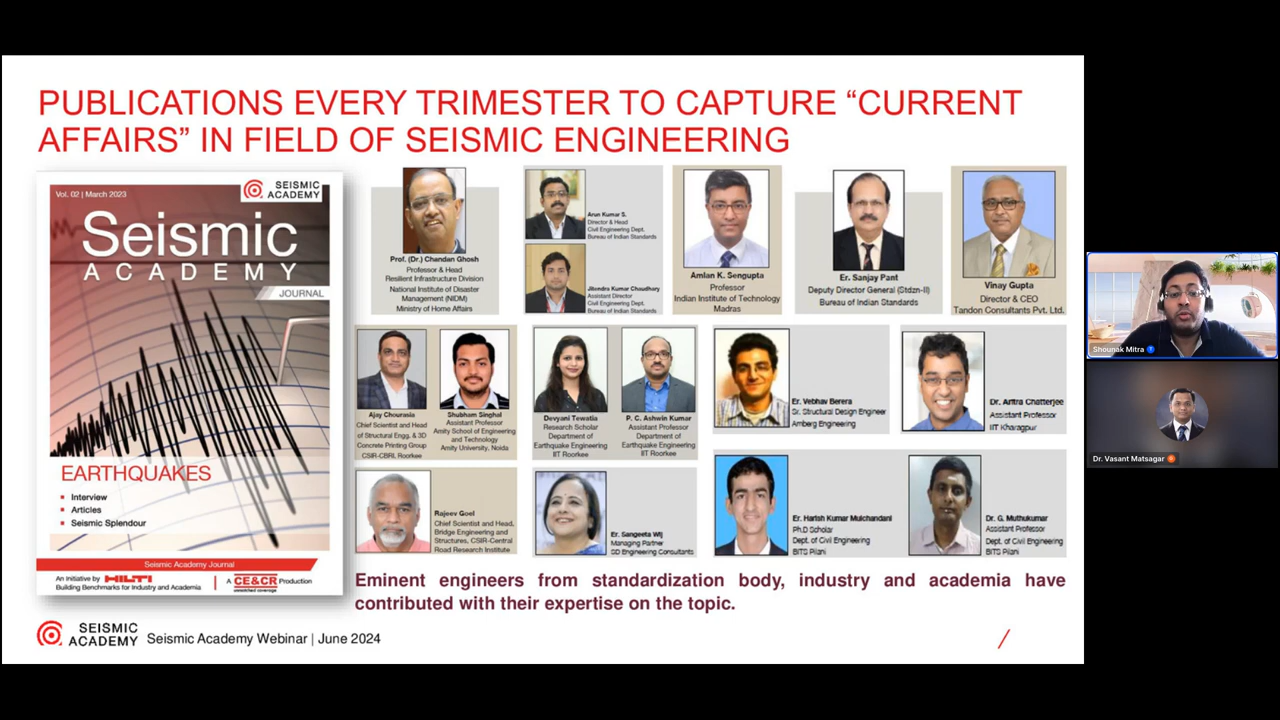 PUBLICATIONS EVERY TRIMESTER TO CAPTURE “CURRENT
AFFAIRS” IN FIELD OF SEISMIC ENGINEERING
Vol. 02 | March 2023
SEISMIC
ACADEMY
Seismic
ACADEMY
JOURNAL
EARTHQUAKES
Interview
Articles
Seismic Splendour
Seismic Academy Journal
An initiative by HILTI
Building Benchmarks for Industry and Academia
A CE&CR Production
unmatched coverage
Prof. (Dr.) Chandan Ghosh
Professor & Head
Resilient Infrastructure Division
National Institute of Disaster
Management (NIDM)
Ministry of Home Affairs
Arun Kumar S.
Director & Head
Civil Engineering Dept.
Bureau of Indian Standards
Jitendra Kumar Chaudhary
Assistant Director
Civil Engineering Dept.
Bureau of Indian Standards
Amlan K. Sengupta
Professor
Indian Institute of Technology
Madras
Er. Sanjay Pant
Deputy Director General (Stdzn-II)
Bureau of Indian Standards
Vinay Gupta
Director & CEO
Tandon Consultants Pvt. Ltd.
Ajay Chourasia
Chief Scientist and Head
of Structural Engg. & 3D
Concrete Printing Group
CSIR-CBRI, Roorkee
Shubham Singhal
Assistant Professor
Amity School of Engineering
and Technology
Amity University, Noida
Devyani Tewatia
Research Scholar
Department of
Earthquake Engineering
IIT Roorkee
P. C. Ashwin Kumar
Assistant Professor
Department of
Earthquake Engineering
IIT Roorkee
Er. Vebhav Berera
Sr. Structural Design Engineer
Amberg Engineering
Dr. Aritra Chatterjee
Assistant Professor
IIT Kharagpur
Rajeev Goel
Chief Scientist and Head,
Bridge Engineering and
Structures, CSIR-Central
Road Research Institute
Er. Sangeeta Wij
Managing Partner
SD Engineering Consultants
Er. Harish Kumar Mulchandani
Ph.D Scholar
Dept. of Civil Engineering
BITS Pilani
Dr. G. Muthukumar
Assistant Professor
Dept. of Civil Engineering
BITS Pilani
Eminent engineers from standardization body, industry and academia have
contributed with their expertise on the topic.
SEISMIC
ACADEMY
Seismic Academy Webinar | June 2024
Shounak Mitra
Dr. Vasant Matsagar